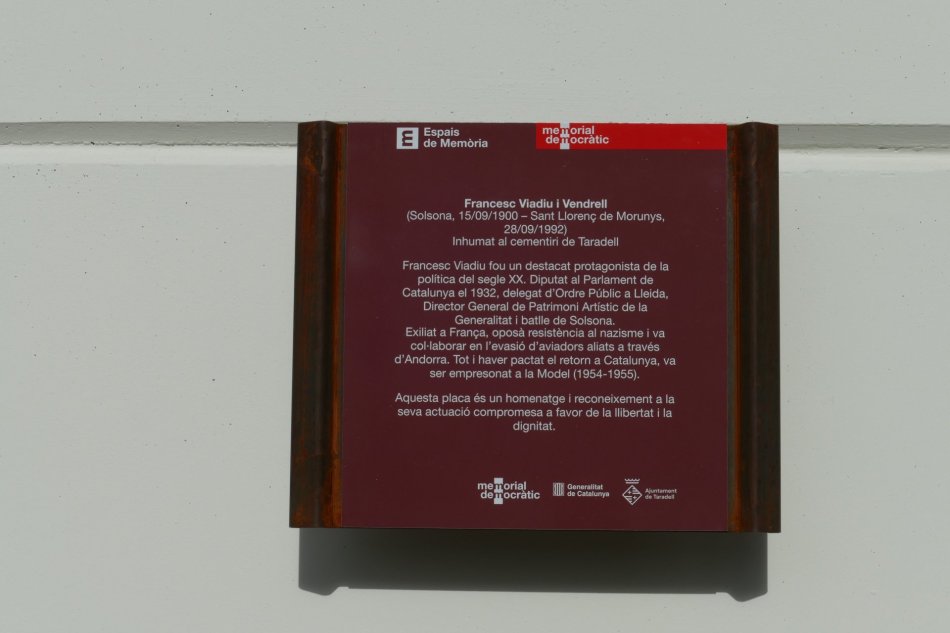 Espais
de Memòria
memorial
democràtic
Francesc Viadiu i Vendrell
(Solsona, 15/09/1900 – Sant Llorenç de Morunys,
28/09/1992)
Inhumat al cementiri de Taradell
Francesc Viadiu fou un destacat protagonista de la
política del segle XX. Diputat al Parlament de
Catalunya el 1932, delegat d'Ordre Públic a Lleida,
Director General de Patrimoni Artístic de la
Generalitat i batlle de Solsona.
Exiliat a França, oposà resistència al nazisme i va
col·laborar en l'evasió d'aviadors aliats a través
d'Andorra. Tot i haver pactat el retorn a Catalunya, va
ser empresonat a la Model (1954-1955).
Aquesta placa és un homenatge i reconeixement a la
seva actuació compromesa a favor de la llibertat i la
dignitat.
memorial
democràtic
Generalitat
de Catalunya
Ajuntament
de Taradell